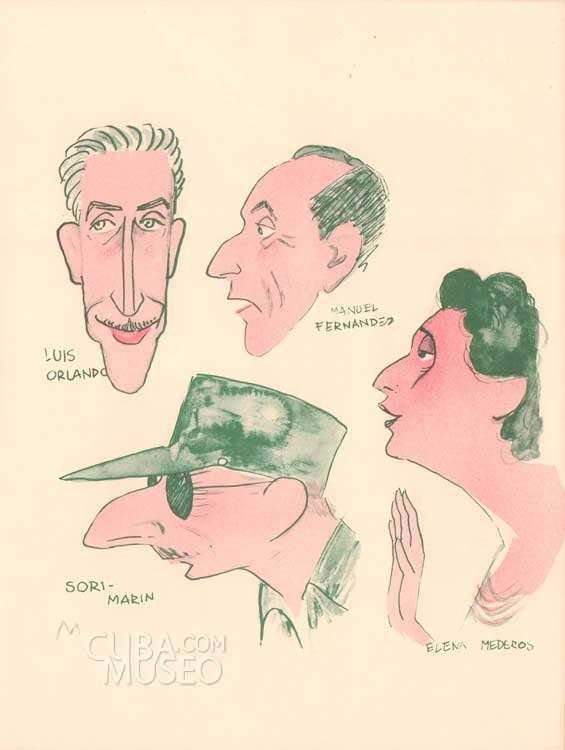 LUIS
ORLANDO
MANUEL
FERNANDEZ
SORI-
MARIN
ELENA MEDEROS
M
CUBA.COM
MUSEO